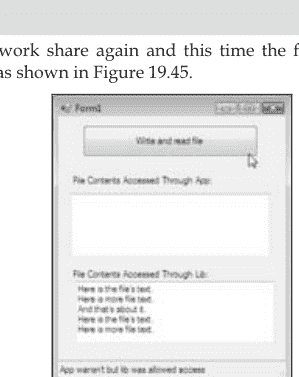 work share again and this time the f
as shown in Figure 19.45.
Form1
Write and read file
File Contents Accessed Through App:
File Contents Accessed Through Lib:
Here is the file's text.
Here is more file text.
And that's about it.
Here is the file's text.
Here is more file text.
App warren't but lib was allowed access